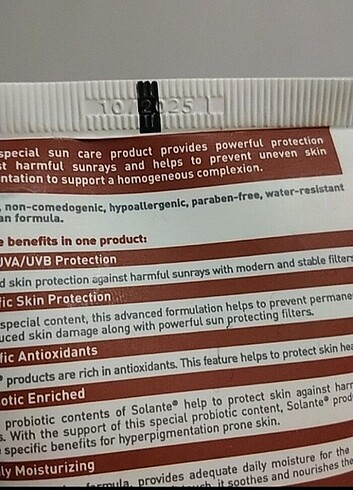 10/2025
special sun care product provides powerful protection
st harmful sunrays and helps to prevent uneven skin
ntation to support a homogeneous complexion.
, non-comedogenic, hypoallergenic, paraben-free, water-resistant
an formula.
e benefits in one product:
UVA/UVB Protection
d skin protection against harmful sunrays with modern and stable filters
fic Skin Protection
special content, this advanced formulation helps to prevent permane
uced skin damage along with powerful sun protecting filters.
fic Antioxidants
® products are rich in antioxidants. This feature helps to protect skin hea
otic Enriched
probiotic contents of Solante® help to protect skin against harm
s. With the support of this special probiotic content, Solante® prod
e specific benefits for hyperpigmentation prone skin.
ly Moisturizing
formula, provides adequate daily moisture for the
it soothes and nourishes the